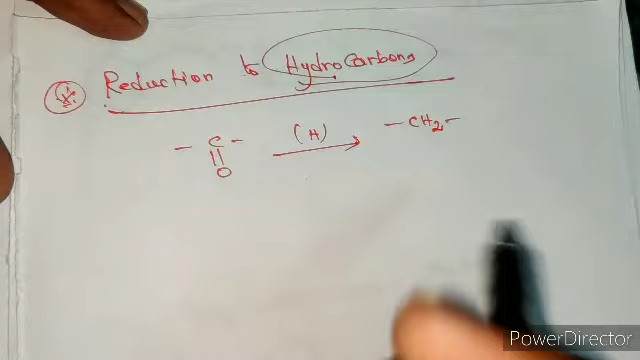 Reduction to Hydrocarbons
- C - (H) - CH2 -
||
O
PowerDirector